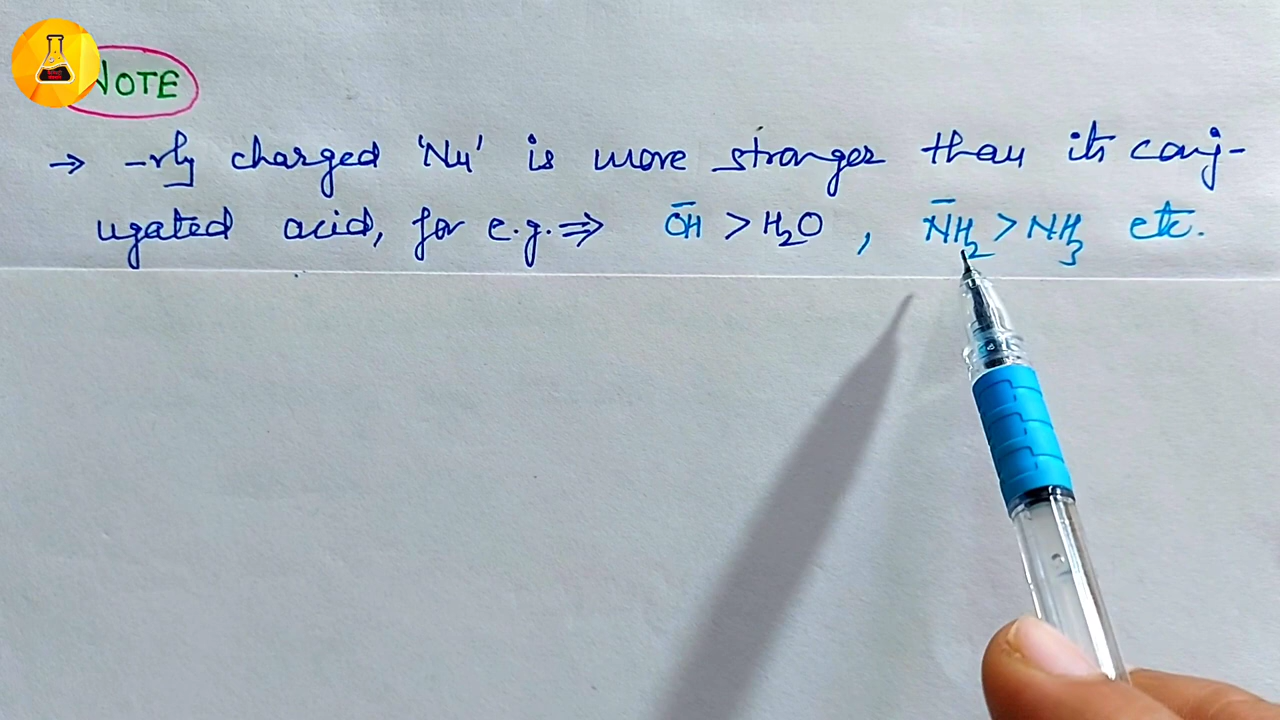 NOTE
→ -vly charged 'Nu' is more stronger than its conj-
ugated acid, for e.g. ⇒ ŌH > H₂O , N̄H₂ > NH₃ etc.